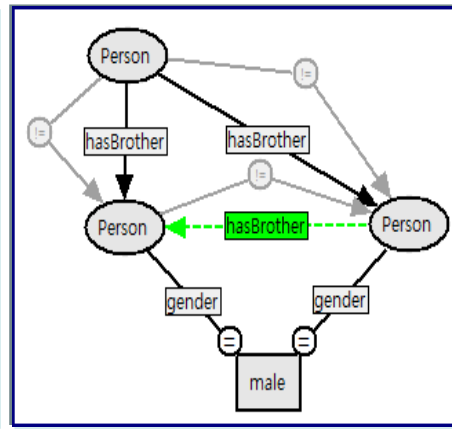 Person
!=
!=
hasBrother
hasBrother
!=
Person
hasBrother
Person
gender
gender
=
=
male